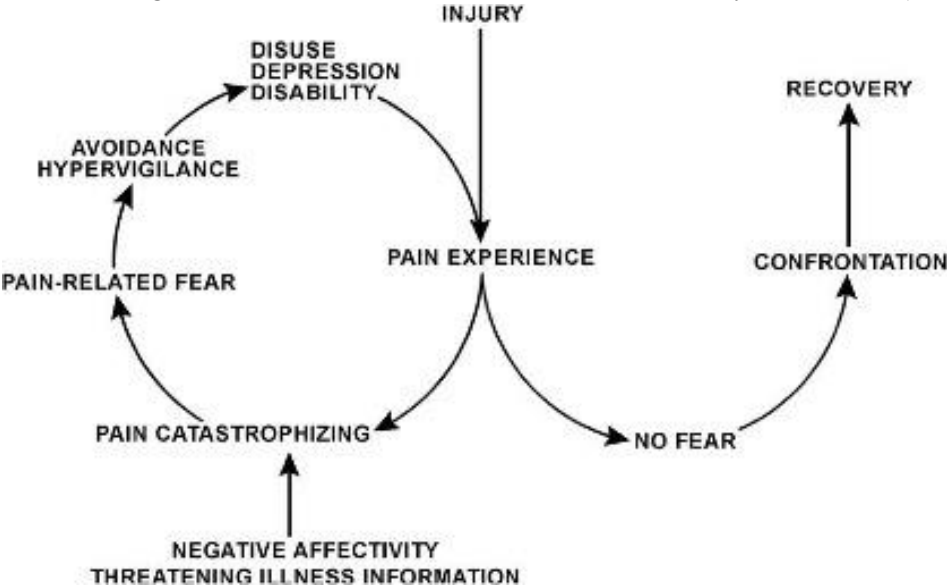 INJURY
DISUSE
DEPRESSION
DISABILITY
RECOVERY
AVOIDANCE
HYPERVIGILANCE
PAIN EXPERIENCE
CONFRONTATION
PAIN-RELATED FEAR
PAIN CATASTROPHIZING
NO FEAR
NEGATIVE AFFECTIVITY
THREATENING ILLNESS INFORMATION